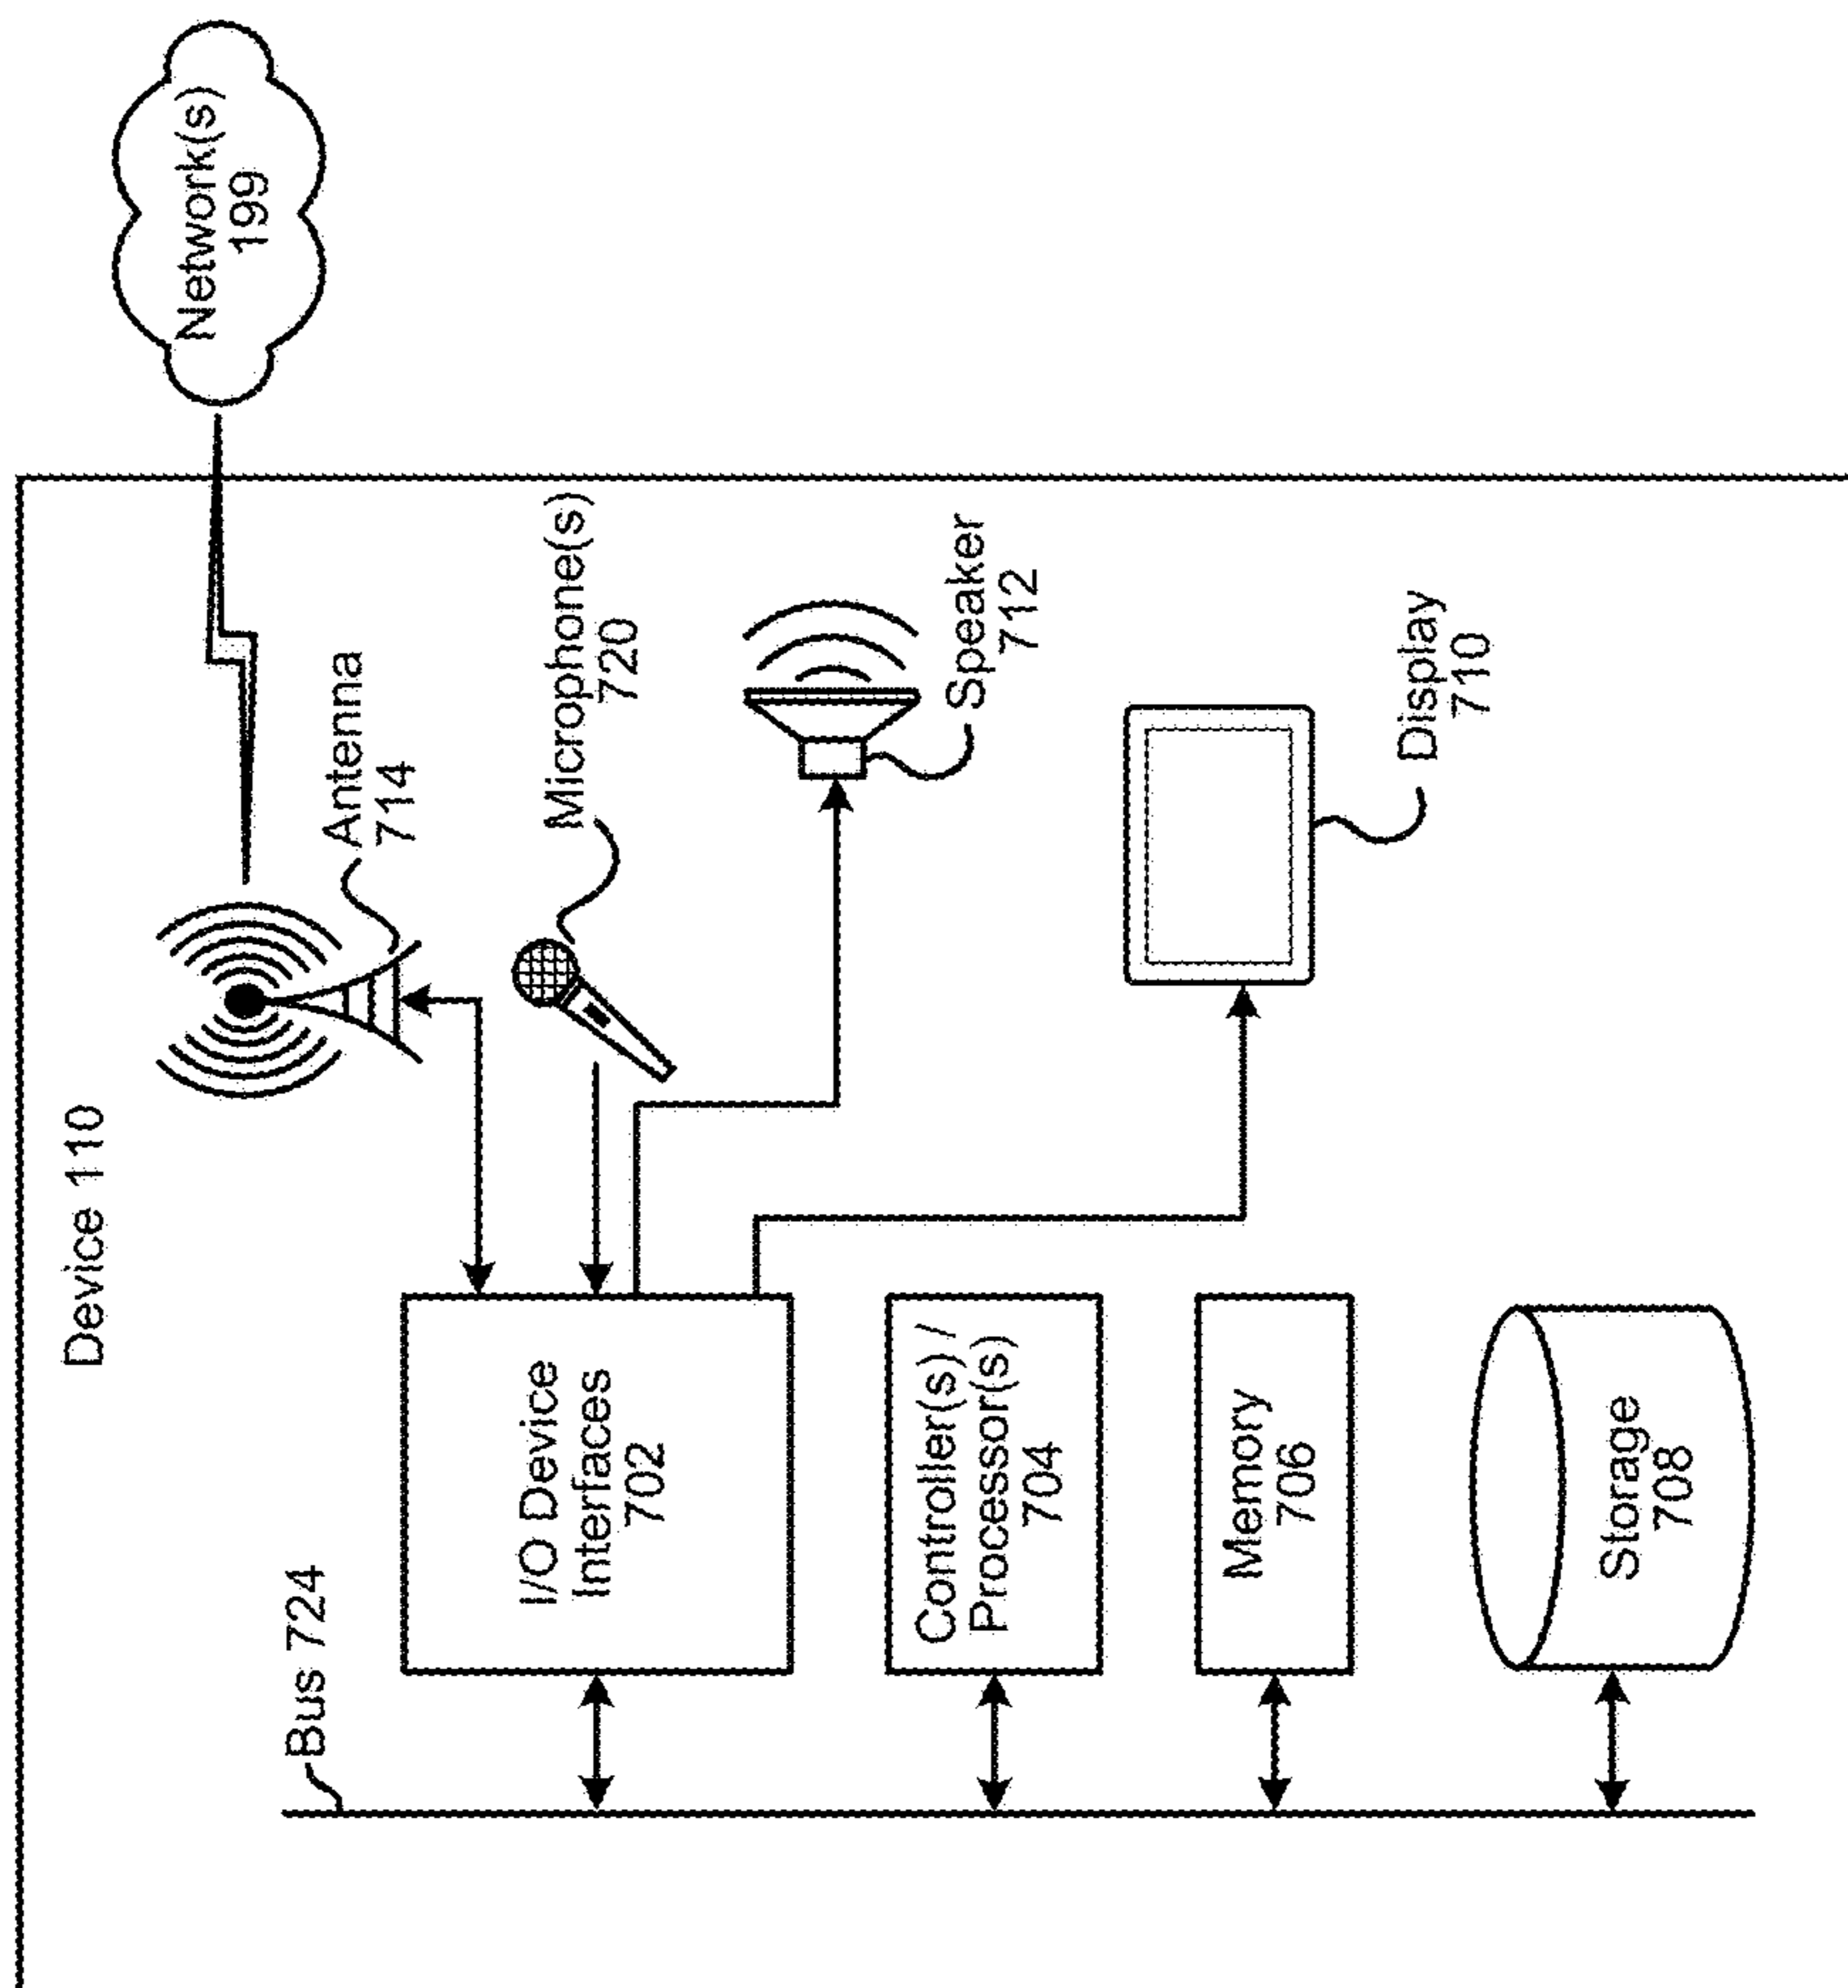 Device 110
Bus 724
I/O Device
Interfaces
702
Controller(s) /
Processor(s)
704
Memory
706
Storage
708
Antenna
714
Microphone(s)
720
Speaker
712
Display
710
Network(s)
199